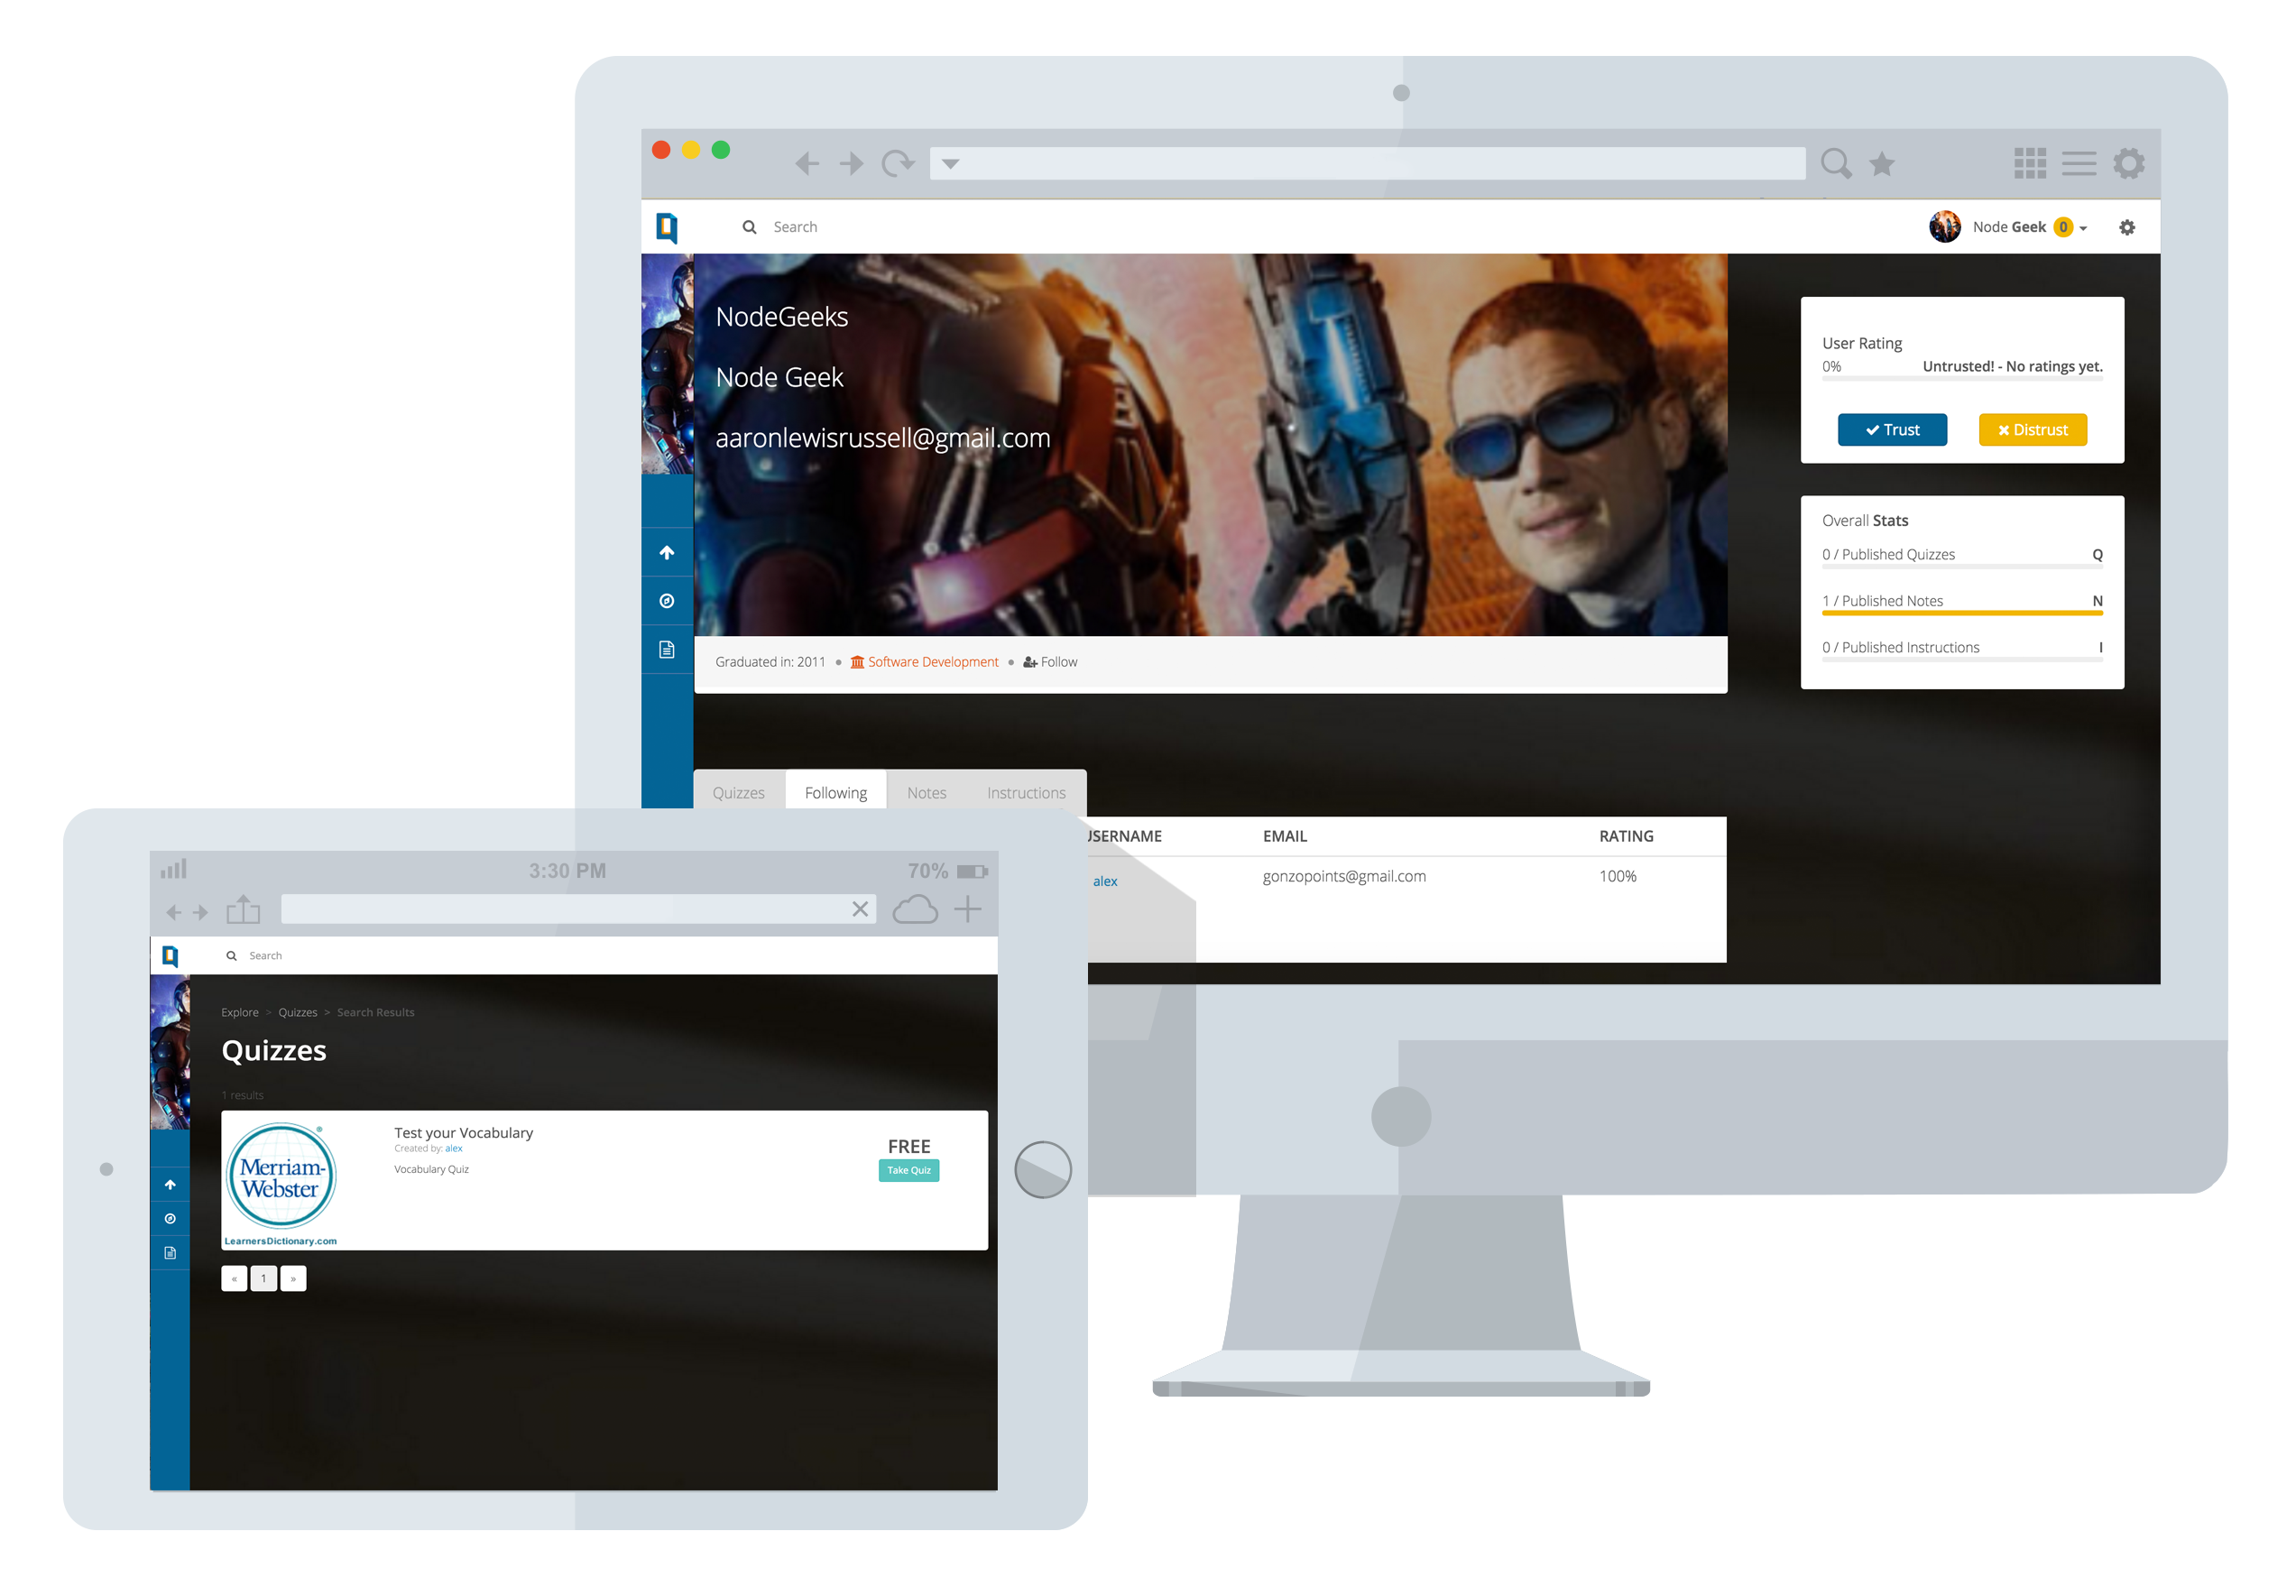 Search
Node Geek 0
NodeGeeks
Node Geek
aaronlewisrussell@gmail.com
Graduated in: 2011 • Software Development • Follow
User Rating
0% Untrusted! - No ratings yet.
Trust Distrust
Overall Stats
0 / Published Quizzes Q
1 / Published Notes N
0 / Published Instructions I
Quizzes Following Notes Instructions
USERNAME EMAIL RATING
alex gonzopoints@gmail.com 100%
3:30 PM 70%
Search
Explore > Quizzes > Search Results
Quizzes
1 results
Merriam-
Webster
®
LearnersDictionary.com
Test your Vocabulary
Created by: alex
Vocabulary Quiz
FREE
Take Quiz
« 1 »